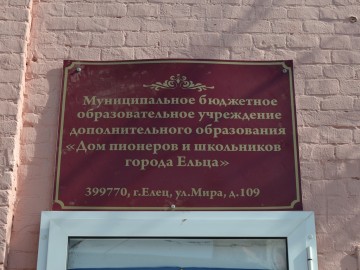 Муниципальное бюджетное
образовательное учреждение
дополнительного образования
«Дом пионеров и школьников
города Ельца»
399770, г.Елец, ул.Мира, д.109